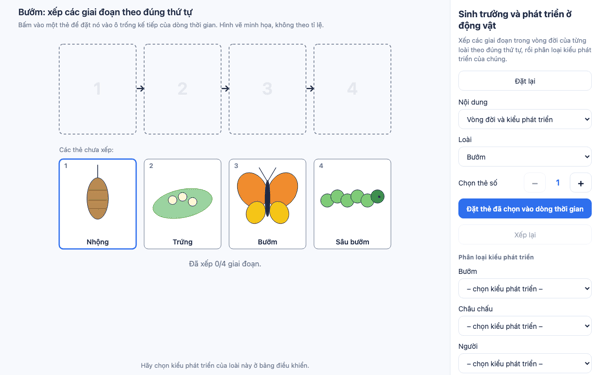 Bướm: xếp các giai đoạn theo đúng thứ tự
Bấm vào một thẻ để đặt nó vào ô trống kế tiếp của dòng thời gian. Hình vẽ minh họa, không theo tỉ lệ.
1
2
3
4
Các thẻ chưa xếp:
1
Nhộng
2
Trứng
3
Bướm
4
Sâu bướm
Đã xếp 0/4 giai đoạn.
Hãy chọn kiểu phát triển của loài này ở bảng điều khiển.
Sinh trưởng và phát triển ở
động vật
Xếp các giai đoạn trong vòng đời của từng
loài theo đúng thứ tự, rồi phân loại kiểu phát
triển của chúng.
Đặt lại
Nội dung
Vòng đời và kiểu phát triển
Loài
Bướm
Chọn thẻ số
− 1 +
Đặt thẻ đã chọn vào dòng thời gian
Xếp lại
Phân loại kiểu phát triển
Bướm
– chọn kiểu phát triển –
Châu chấu
– chọn kiểu phát triển –
Người
– chọn kiểu phát triển –